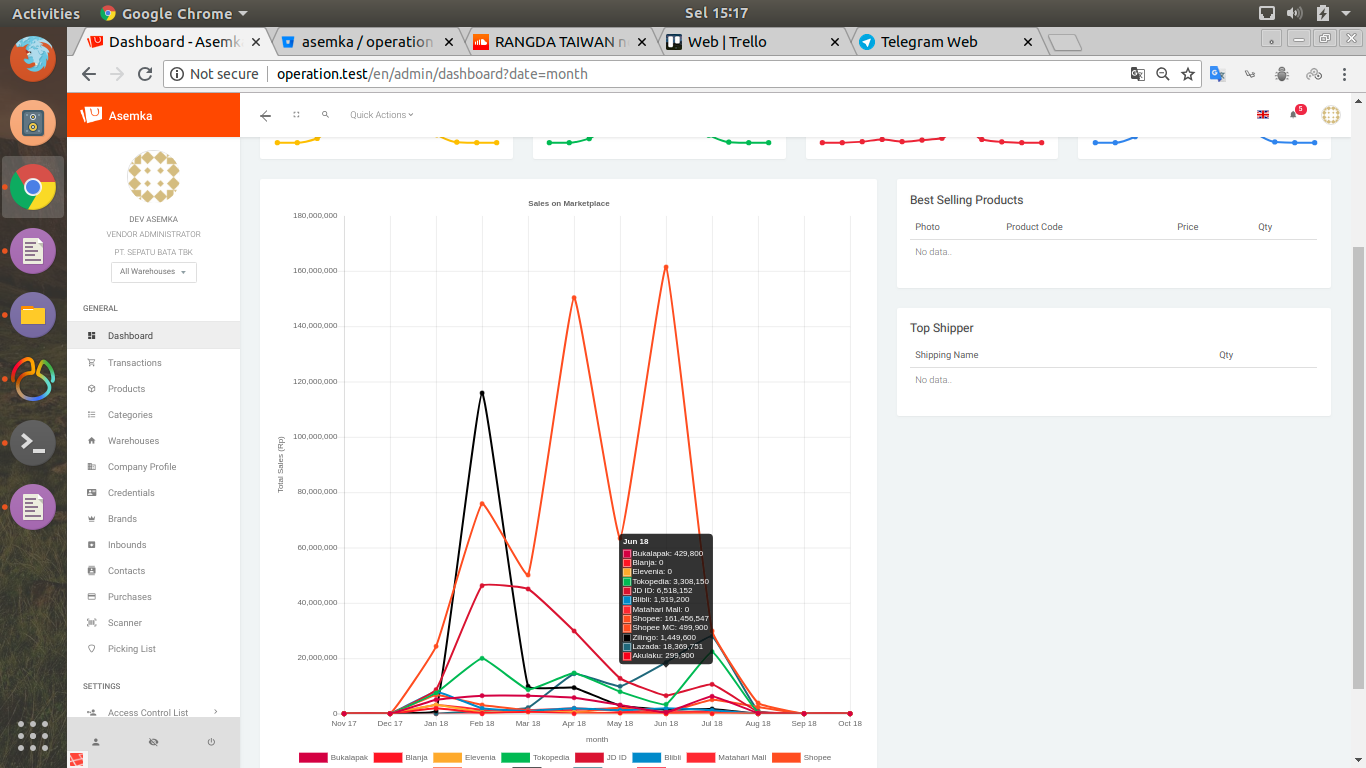 Activities
Google Chrome
Sel 15:17
Dashboard - Asemk
asemka / operation
RANGDA TAIWAN n
Web | Trello
Telegram Web
Not secure
operation.test/en/admin/dashboard?date=month
Asemka
Quick Actions
5
DEV ASEMKA
VENDOR ADMINISTRATOR
PT. SEPATU BATA TBK
All Warehouses
GENERAL
Dashboard
Transactions
Products
Categories
Warehouses
Company Profile
Credentials
Brands
Inbounds
Contacts
Purchases
Scanner
Picking List
SETTINGS
Access Control List
Sales on Marketplace
180,000,000
160,000,000
140,000,000
120,000,000
100,000,000
80,000,000
60,000,000
40,000,000
20,000,000
0
Total Sales (Rp)
Nov 17 Dec 17 Jan 18 Feb 18 Mar 18 Apr 18 May 18 Jun 18 Jul 18 Aug 18 Sep 18 Oct 18
month
Jun 18
Bukalapak: 429,800
Blanja: 0
Elevenia: 0
Tokopedia: 3,308,150
JD ID: 6,518,152
Blibli: 1,919,200
Matahari Mall: 0
Shopee: 161,456,547
Shopee MC: 499,900
Zilingo: 1,449,600
Lazada: 18,369,751
Akulaku: 299,900
Bukalapak Blanja Elevenia Tokopedia JD ID Blibli Matahari Mall Shopee
Best Selling Products
Photo Product Code Price Qty
No data..
Top Shipper
Shipping Name Qty
No data..